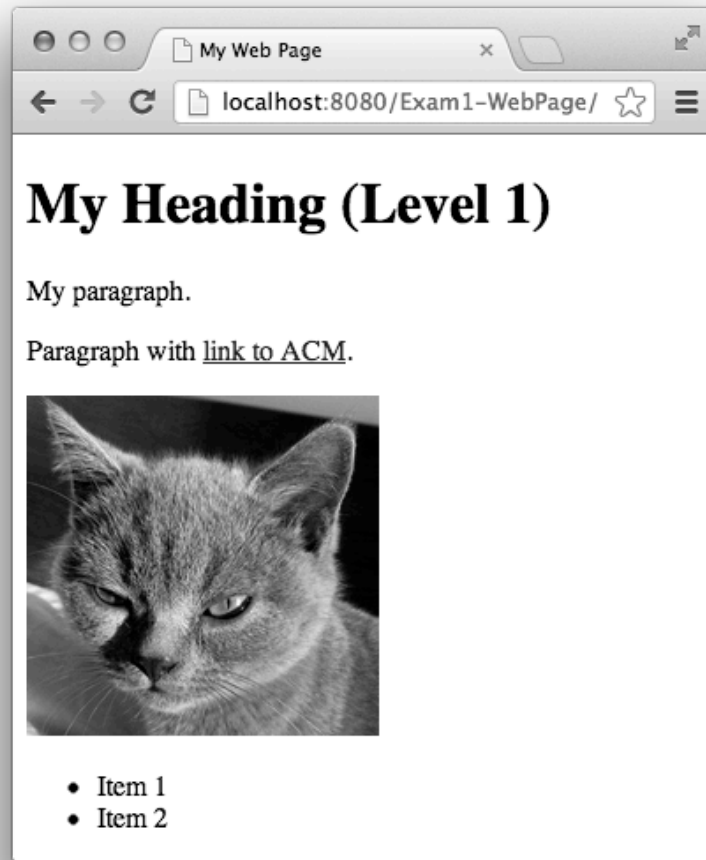 My Web Page
localhost:8080/Exam1-WebPage/
My Heading (Level 1)
My paragraph.
Paragraph with link to ACM.
Item 1
Item 2